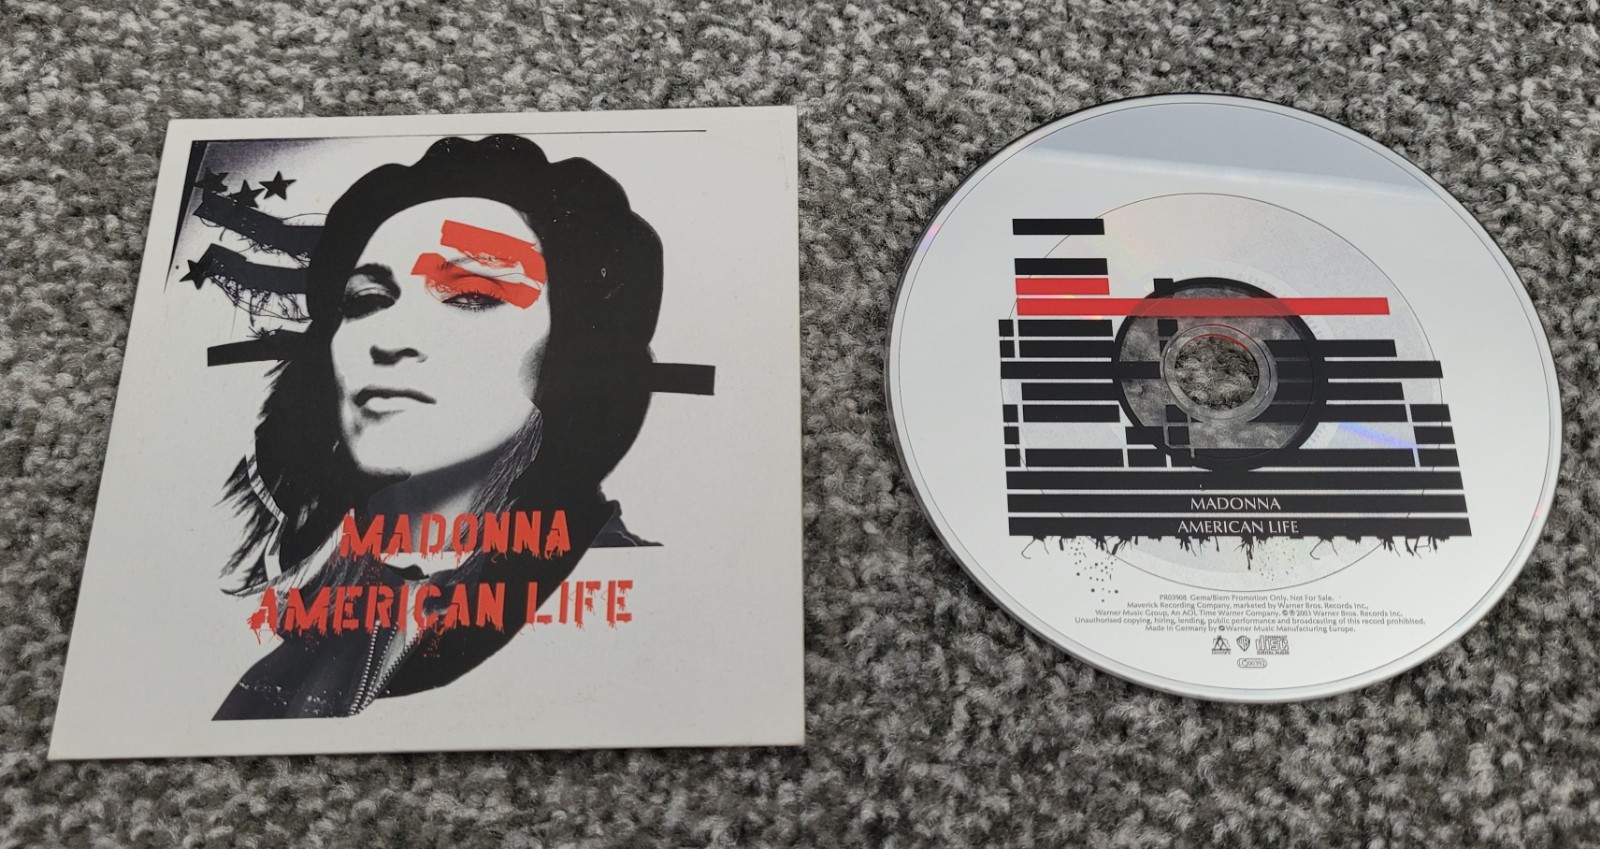 MADONNA
AMERICAN LIFE
MADONNA
AMERICAN LIFE
PR03908 Gema/Biem Promotion Only. Not For Sale.
Maverick Recording Company, marketed by Warner Bros. Records Inc.,
Warner Music Group, An AOL Time Warner Company. ©℗2003 Warner Bros. Records Inc.
Unauthorised copying, hiring, lending, public performance and broadcasting of this record prohibited.
Made in Germany by Warner Music Manufacturing Europe.